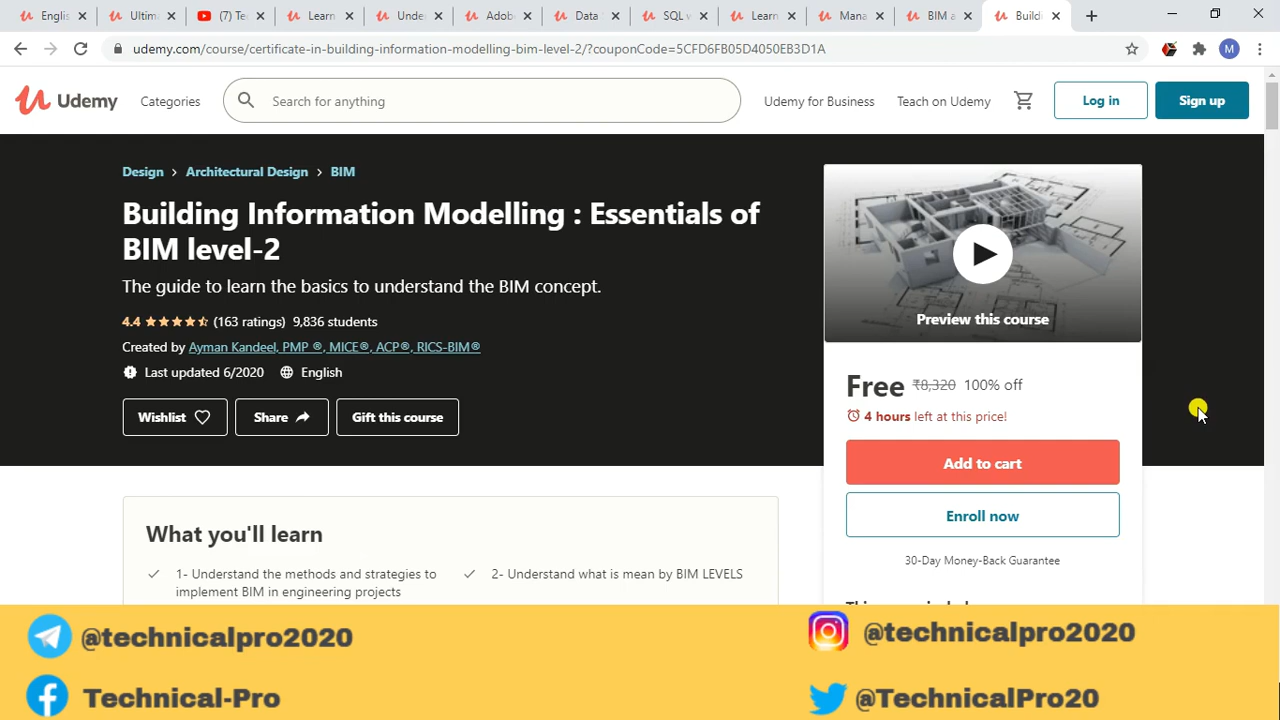 Englis
Ultima
(7) Te
Learn
Unde
Adob
Data
SQL v
Learn
Mana
BIM a
Buildi
udemy.com/course/certificate-in-building-information-modelling-bim-level-2/?couponCode=5CFD6FB05D4050EB3D1A
M
Udemy
Categories
Search for anything
Udemy for Business
Teach on Udemy
Log in
Sign up
Design > Architectural Design > BIM
Building Information Modelling : Essentials of
BIM level-2
The guide to learn the basics to understand the BIM concept.
4.4 (163 ratings) 9,836 students
Created by Ayman Kandeel, PMP ®, MICE®, ACP®, RICS-BIM®
Last updated 6/2020 English
Wishlist
Share
Gift this course
Preview this course
Free ₹8,320 100% off
4 hours left at this price!
Add to cart
Enroll now
30-Day Money-Back Guarantee
What you'll learn
1- Understand the methods and strategies to
implement BIM in engineering projects
2- Understand what is mean by BIM LEVELS
@technicalpro2020
Technical-Pro
@technicalpro2020
@TechnicalPro20